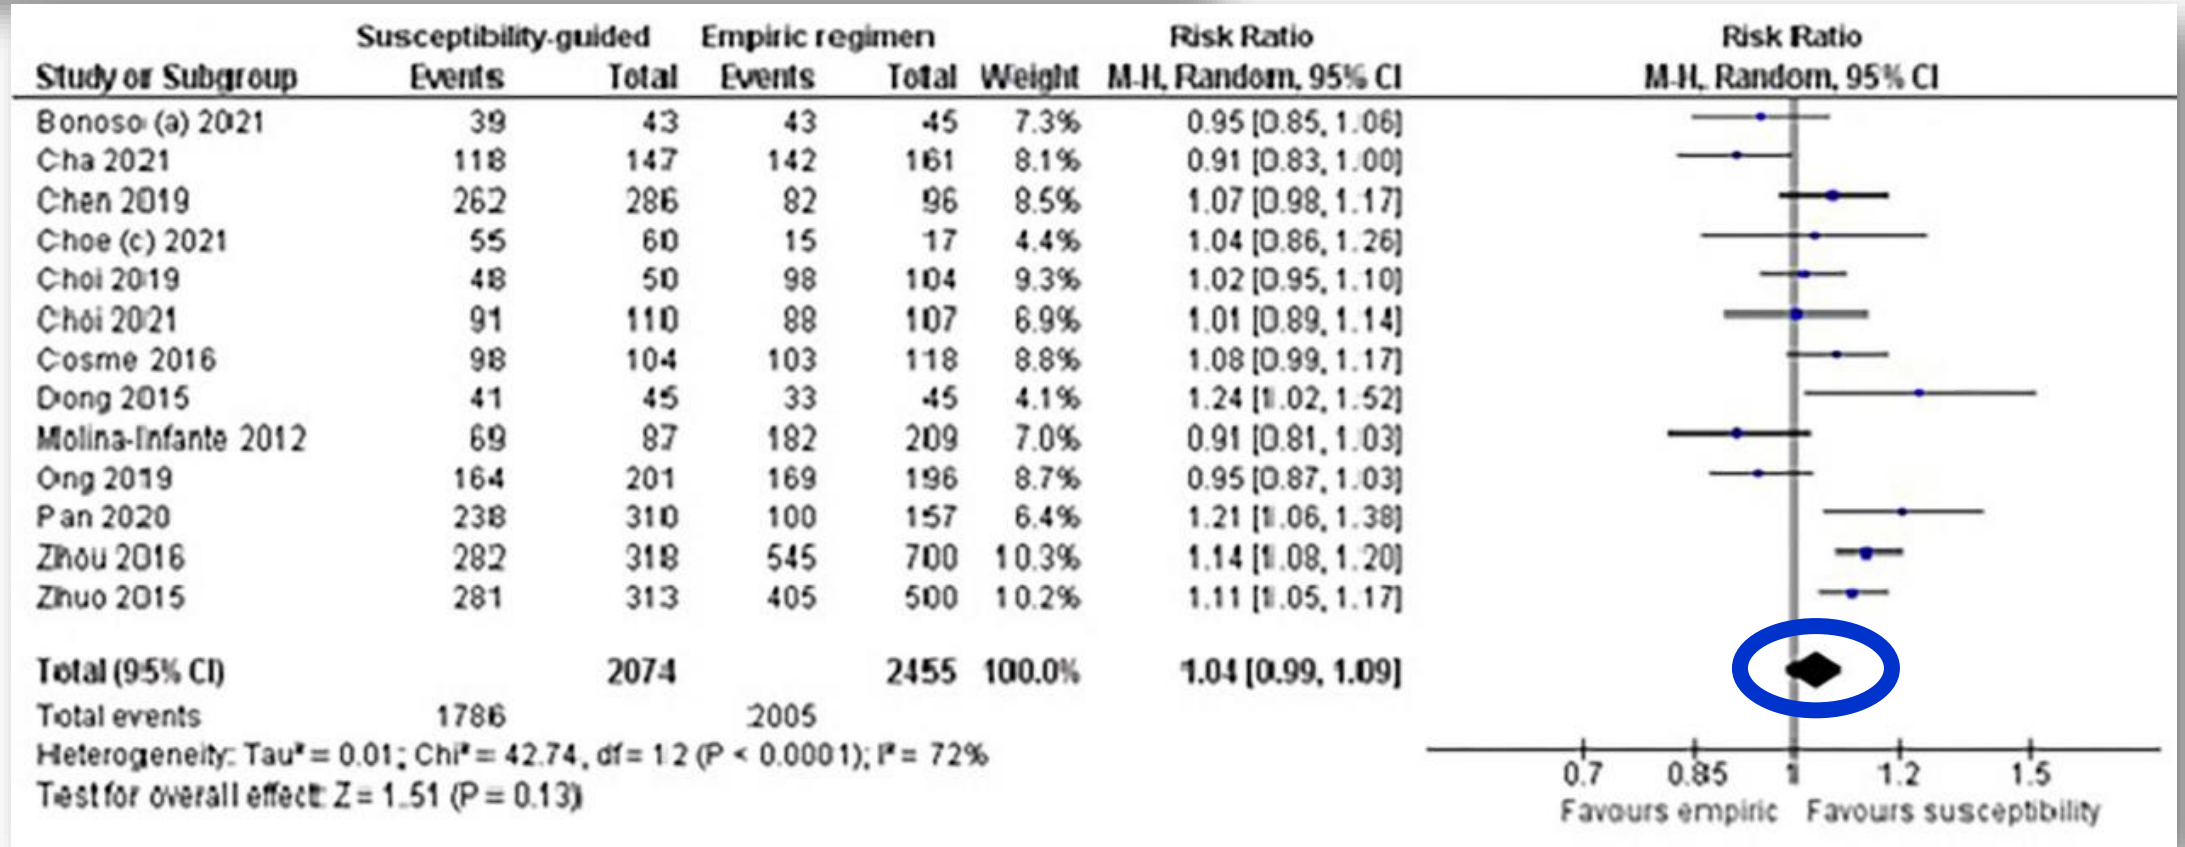 Susceptibility-guided Empiric regimen Risk Ratio Risk Ratio
Study or Subgroup Events Total Events Total Weight M-H, Random, 95% CI M-H, Random, 95% CI
Bonoso (a) 2021 39 43 43 45 7.3% 0.95 [0.85, 1.06]
Cha 2021 118 147 142 161 8.1% 0.91 [0.83, 1.00]
Chen 2019 262 286 82 96 8.5% 1.07 [0.98, 1.17]
Choe (c) 2021 55 60 15 17 4.4% 1.04 [0.86, 1.26]
Choi 2019 48 50 98 104 9.3% 1.02 [0.95, 1.10]
Choi 2021 91 110 88 107 6.9% 1.01 [0.89, 1.14]
Cosme 2016 98 104 103 118 8.8% 1.08 [0.99, 1.17]
Dong 2015 41 45 33 45 4.1% 1.24 [1.02, 1.52]
Molina-Infante 2012 69 87 182 209 7.0% 0.91 [0.81, 1.03]
Ong 2019 164 201 169 196 8.7% 0.95 [0.87, 1.03]
Pan 2020 238 310 100 157 6.4% 1.21 [1.06, 1.38]
Zhou 2016 282 318 545 700 10.3% 1.14 [1.08, 1.20]
Zhuo 2015 281 313 405 500 10.2% 1.11 [1.05, 1.17]
Total (95% CI) 2074 2455 100.0% 1.04 [0.99, 1.09]
Total events 1786 2005
Heterogeneity: Tau² = 0.01; Chi² = 42.74, df = 12 (P < 0.0001); I² = 72%
Test for overall effect: Z = 1.51 (P = 0.13)
0.7 0.85 1 1.2 1.5
Favours empiric Favours susceptibility